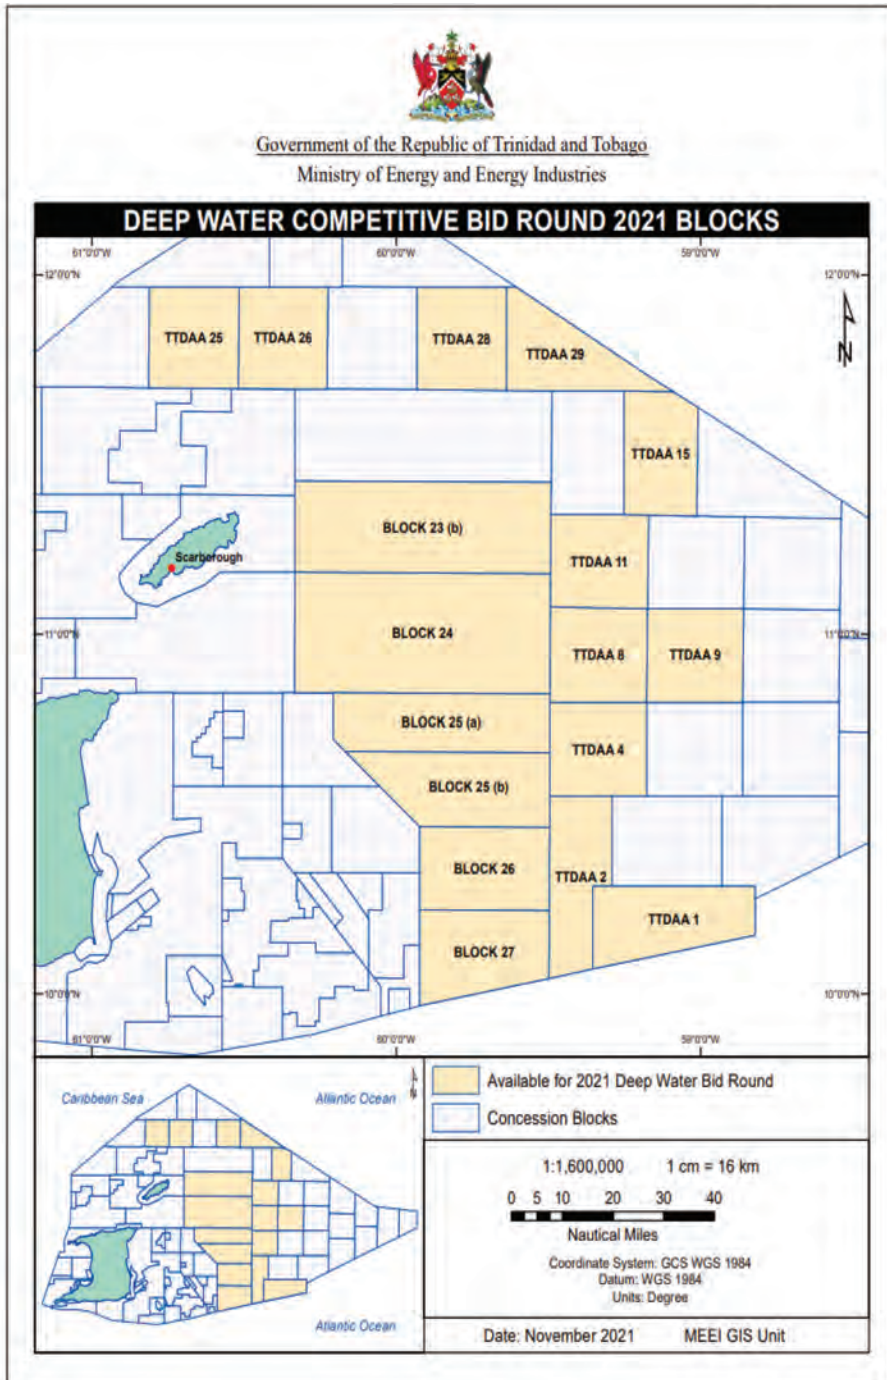 Government of the Republic of Trinidad and Tobago
Ministry of Energy and Energy Industries
DEEP WATER COMPETITIVE BID ROUND 2021 BLOCKS
61°0'0"W 60°0'0"W 59°0'0"W
12°0'0"N 12°0'0"N
TTDAA 25 TTDAA 26 TTDAA 28 TTDAA 29
N
TTDAA 15
BLOCK 23 (b)
Scarborough
TTDAA 11
BLOCK 24
11°0'0"N 11°0'0"N
TTDAA 8 TTDAA 9
BLOCK 25 (a)
TTDAA 4
BLOCK 25 (b)
BLOCK 26
TTDAA 2
TTDAA 1
BLOCK 27
10°0'0"N 10°0'0"N
61°0'0"W 60°0'0"W 59°0'0"W
Caribbean Sea Atlantic Ocean
N
Atlantic Ocean
Available for 2021 Deep Water Bid Round
Concession Blocks
1:1,600,000 1 cm = 16 km
0 5 10 20 30 40
Nautical Miles
Coordinate System: GCS WGS 1984
Datum: WGS 1984
Units: Degree
Date: November 2021 MEEI GIS Unit